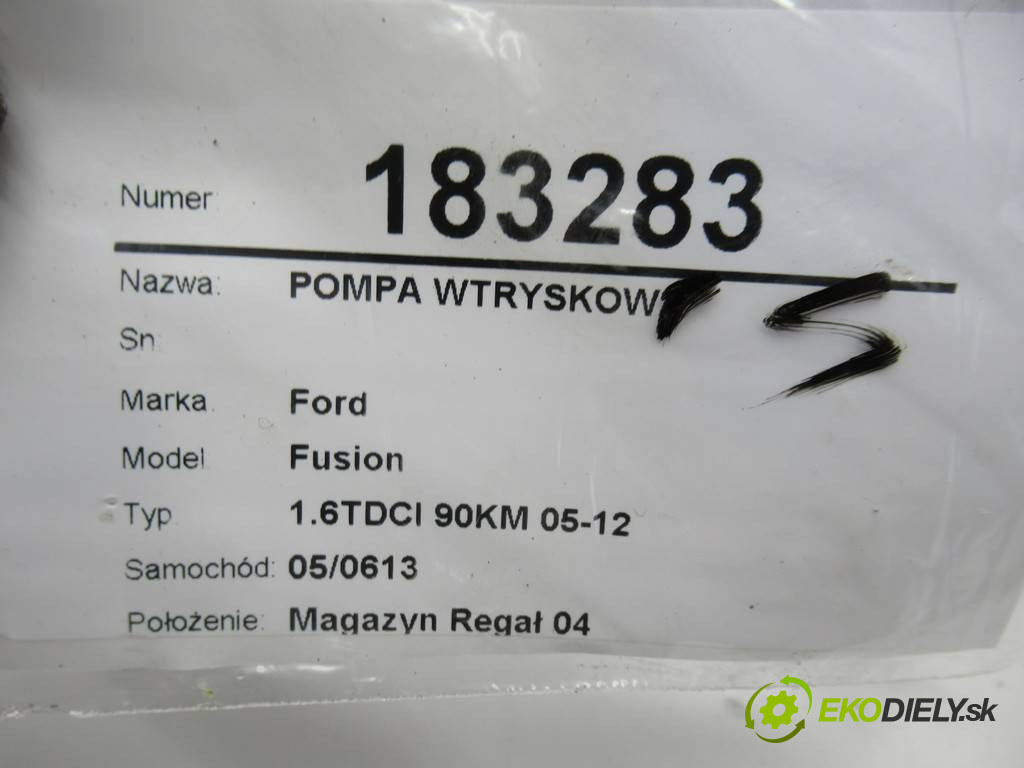 Numer: 183283
Nazwa: POMPA WTRYSKOW
Sn
Marka: Ford
Model Fusion
Typ 1.6TDCI 90KM 05-12
Samochód: 05/0613
Położenie: Magazyn Regał 04
EKODIELY.sk